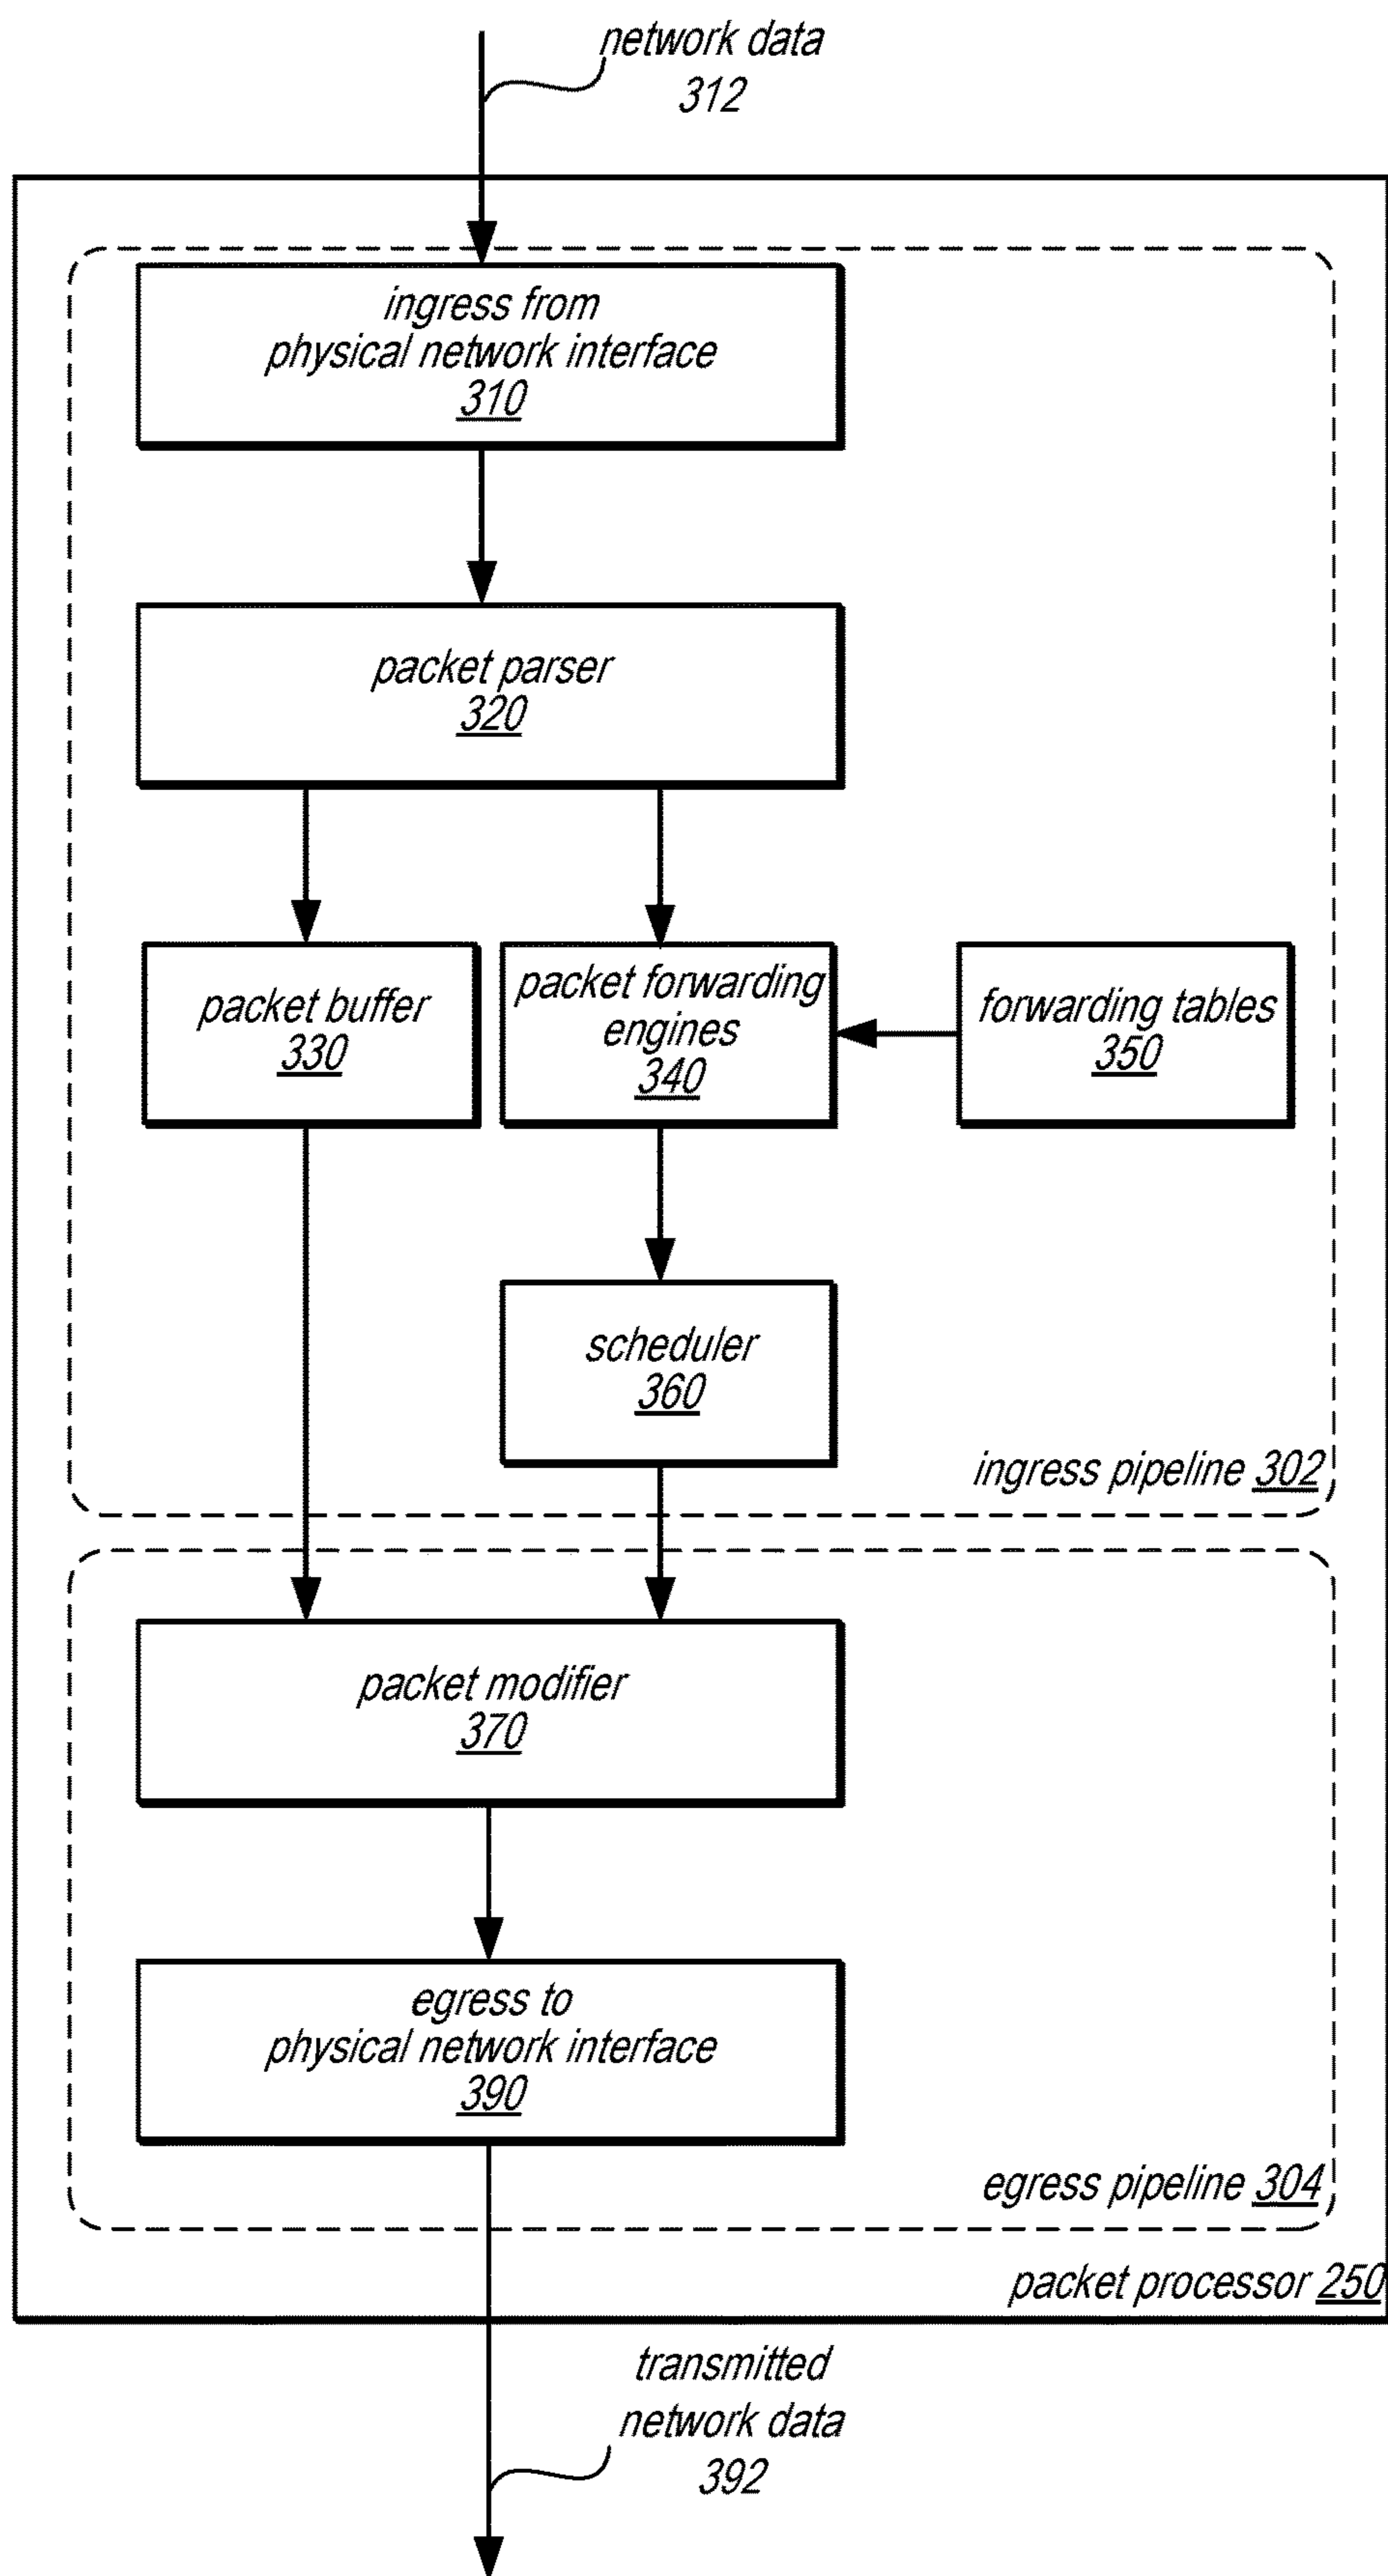 network data
312
ingress from
physical network interface
310
packet parser
320
packet buffer
330
packet forwarding
engines
340
forwarding tables
350
scheduler
360
ingress pipeline 302
packet modifier
370
egress to
physical network interface
390
egress pipeline 304
packet processor 250
transmitted
network data
392